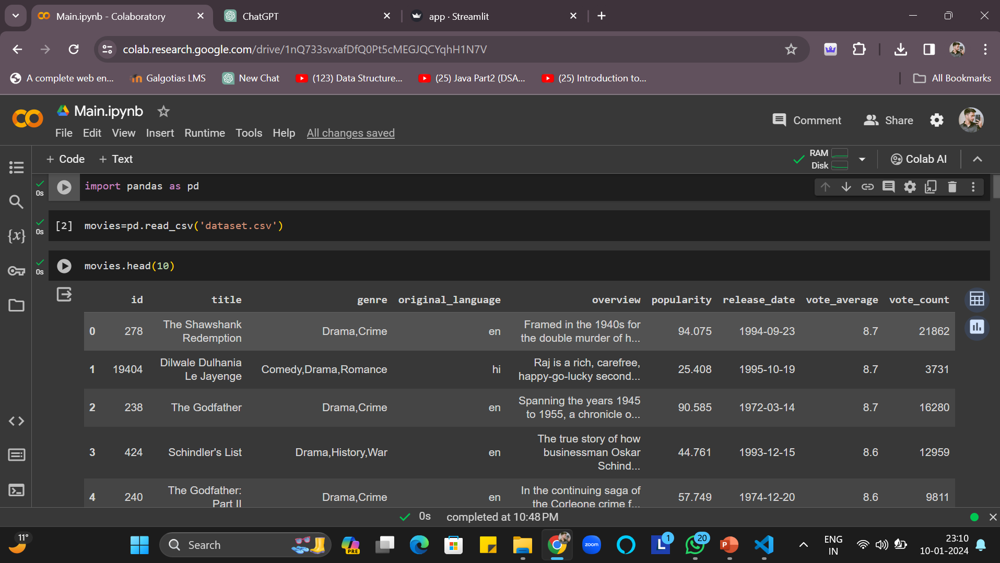 Main.ipynb - Colaboratory
ChatGPT
app · Streamlit
colab.research.google.com/drive/1nQ733svxafDfQ0Pt5cMEGJQCYqhH1N7V
A complete web en...
Galgotias LMS
New Chat
(123) Data Structure...
(25) Java Part2 (DSA...
(25) Introduction to...
All Bookmarks
Main.ipynb
Comment
Share
File Edit View Insert Runtime Tools Help All changes saved
+ Code + Text
RAM
Disk
Colab AI
0s
import pandas as pd
0s
[2] movies=pd.read_csv('dataset.csv')
0s
movies.head(10)
id title genre original_language overview popularity release_date vote_average vote_count
0 278 The Shawshank Redemption Drama,Crime en Framed in the 1940s for the double murder of h... 94.075 1994-09-23 8.7 21862
1 19404 Dilwale Dulhania Le Jayenge Comedy,Drama,Romance hi Raj is a rich, carefree, happy-go-lucky second... 25.408 1995-10-19 8.7 3731
2 238 The Godfather Drama,Crime en Spanning the years 1945 to 1955, a chronicle o... 90.585 1972-03-14 8.7 16280
3 424 Schindler's List Drama,History,War en The true story of how businessman Oskar Schind... 44.761 1993-12-15 8.6 12959
4 240 The Godfather: Part II Drama,Crime en In the continuing saga of the Corleone crime f... 57.749 1974-12-20 8.6 9811
0s completed at 10:48 PM
11°
Search
PRE
zoom
L
1
20
P
ENG
IN
23:10
10-01-2024